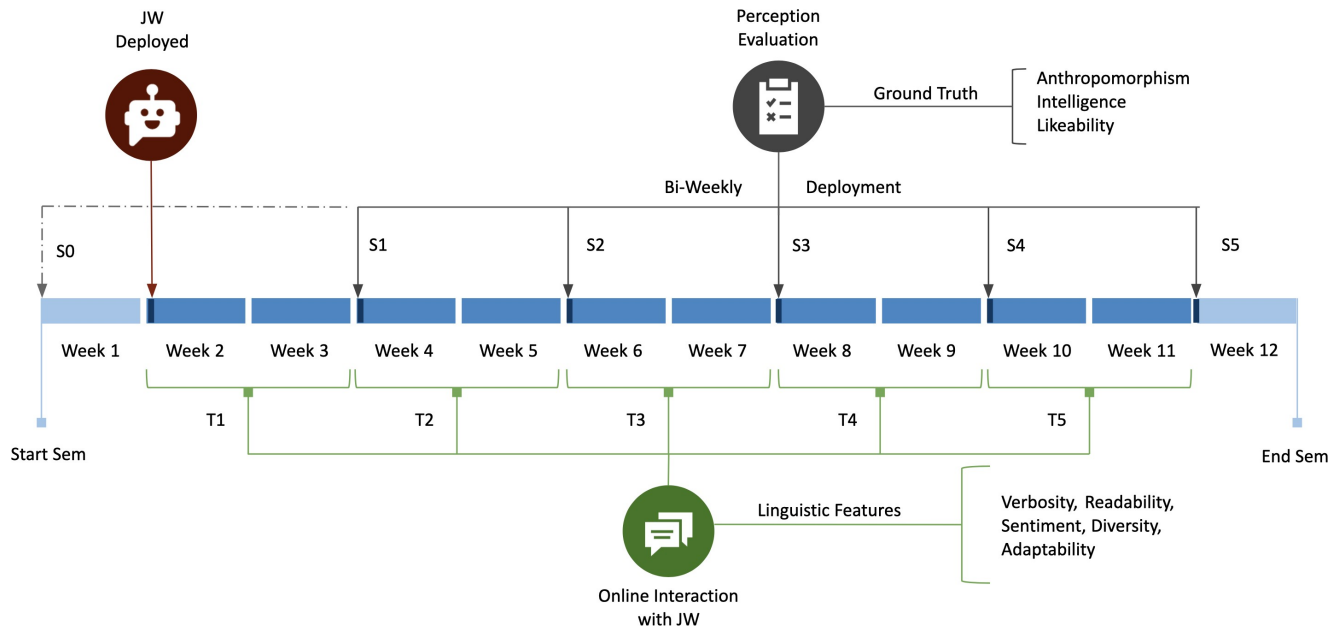 JW
Deployed
Perception
Evaluation
Ground Truth
Anthropomorphism
Intelligence
Likeability
Bi-Weekly Deployment
S0
S1
S2
S3
S4
S5
Week 1
Week 2
Week 3
Week 4
Week 5
Week 6
Week 7
Week 8
Week 9
Week 10
Week 11
Week 12
T1
T2
T3
T4
T5
Start Sem
End Sem
Linguistic Features
Verbosity, Readability,
Sentiment, Diversity,
Adaptability
Online Interaction
with JW